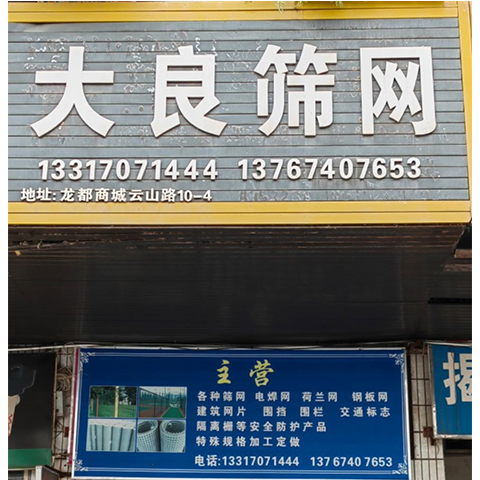 大良筛网
13317071444 13767407653
地址:龙都商城云山路10-4
主营
各种筛网 电焊网 荷兰网 钢板网
建筑网片 围挡 围栏 交通标志
隔离栅等安全防护产品
特殊规格加工定做
电话:13317071444 13767407653
揭